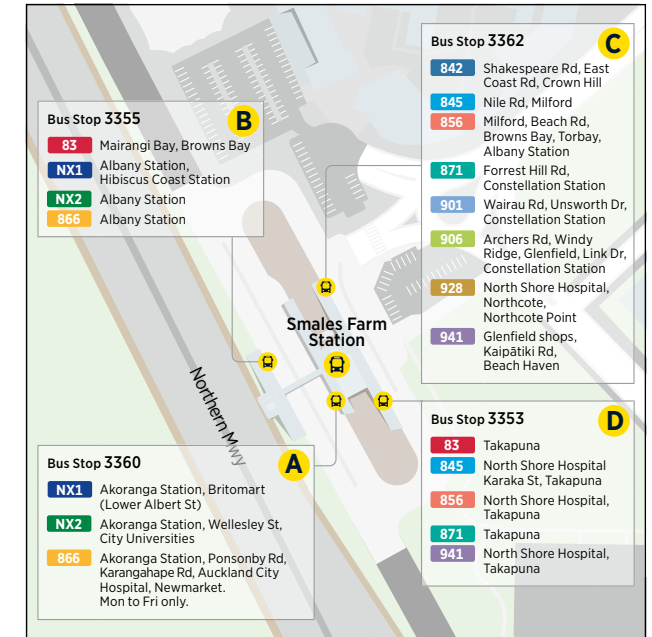 Bus Stop 3355
B
83 Mairangi Bay, Browns Bay
NX1 Albany Station,
Hibiscus Coast Station
NX2 Albany Station
866 Albany Station
Bus Stop 3362
C
842 Shakespeare Rd, East
Coast Rd, Crown Hill
845 Nile Rd, Milford
856 Milford, Beach Rd,
Browns Bay, Torbay,
Albany Station
871 Forrest Hill Rd,
Constellation Station
901 Wairau Rd, Unsworth Dr,
Constellation Station
906 Archers Rd, Windy
Ridge, Glenfield, Link Dr,
Constellation Station
928 North Shore Hospital,
Northcote,
Northcote Point
941 Glenfield shops,
Kaipātiki Rd,
Beach Haven
Smales Farm
Station
Northern Mwy
Bus Stop 3360
A
NX1 Akoranga Station, Britomart
(Lower Albert St)
NX2 Akoranga Station, Wellesley St,
City Universities
866 Akoranga Station, Ponsonby Rd,
Karangahape Rd, Auckland City
Hospital, Newmarket.
Mon to Fri only.
Bus Stop 3353
D
83 Takapuna
845 North Shore Hospital
Karaka St, Takapuna
856 North Shore Hospital,
Takapuna
871 Takapuna
941 North Shore Hospital,
Takapuna